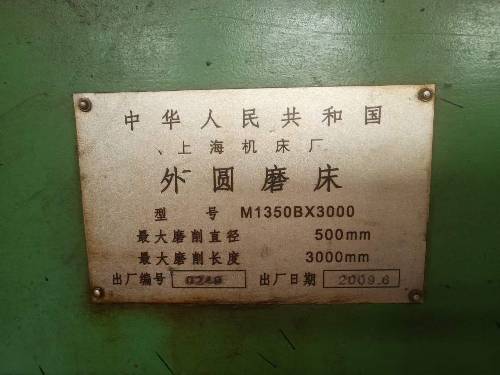 中华人民共和国
上海机床厂
外圆磨床
型号 M1350BX3000
最大磨削直径 500mm
最大磨削长度 3000mm
出厂编号 0249 出厂日期 2009.6